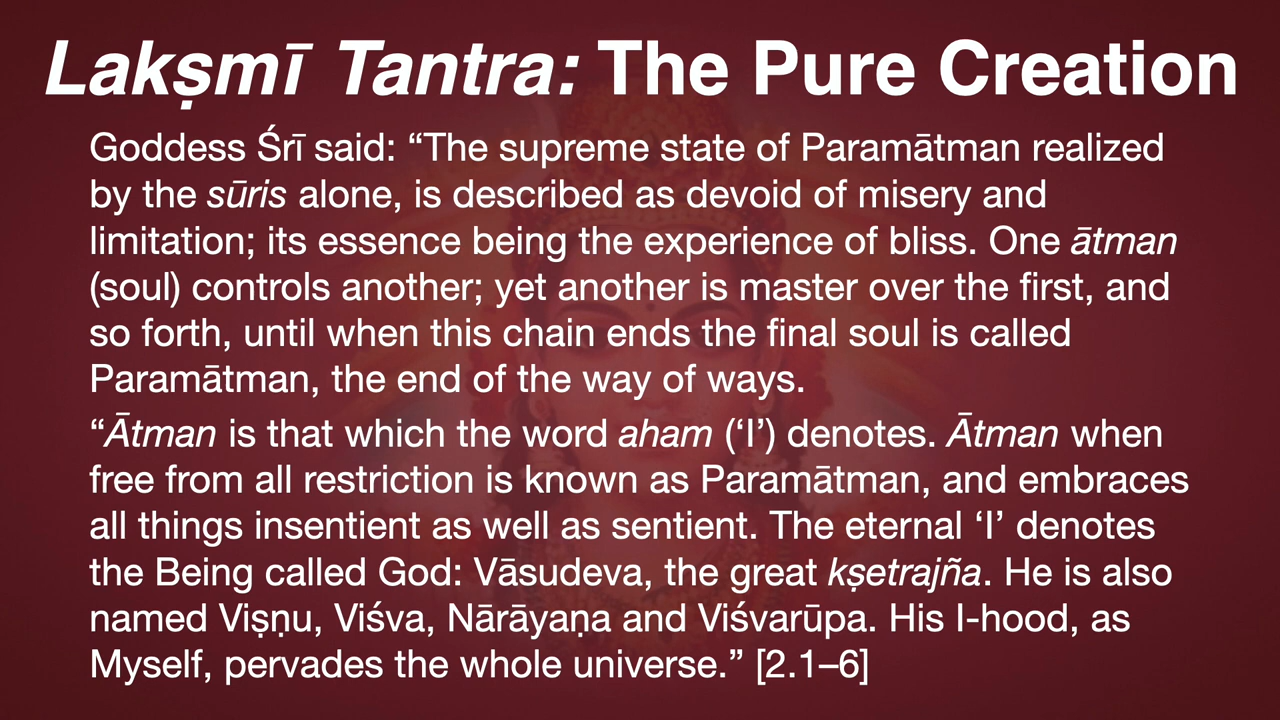 Lakṣmī Tantra: The Pure Creation
Goddess Śrī said: “The supreme state of Paramātman realized
by the sūris alone, is described as devoid of misery and
limitation; its essence being the experience of bliss. One ātman
(soul) controls another; yet another is master over the first, and
so forth, until when this chain ends the final soul is called
Paramātman, the end of the way of ways.
“Ātman is that which the word aham (‘I’) denotes. Ātman when
free from all restriction is known as Paramātman, and embraces
all things insentient as well as sentient. The eternal ‘I’ denotes
the Being called God: Vāsudeva, the great kṣetrajña. He is also
named Viṣṇu, Viśva, Nārāyaṇa and Viśvarūpa. His I-hood, as
Myself, pervades the whole universe.” [2.1–6]